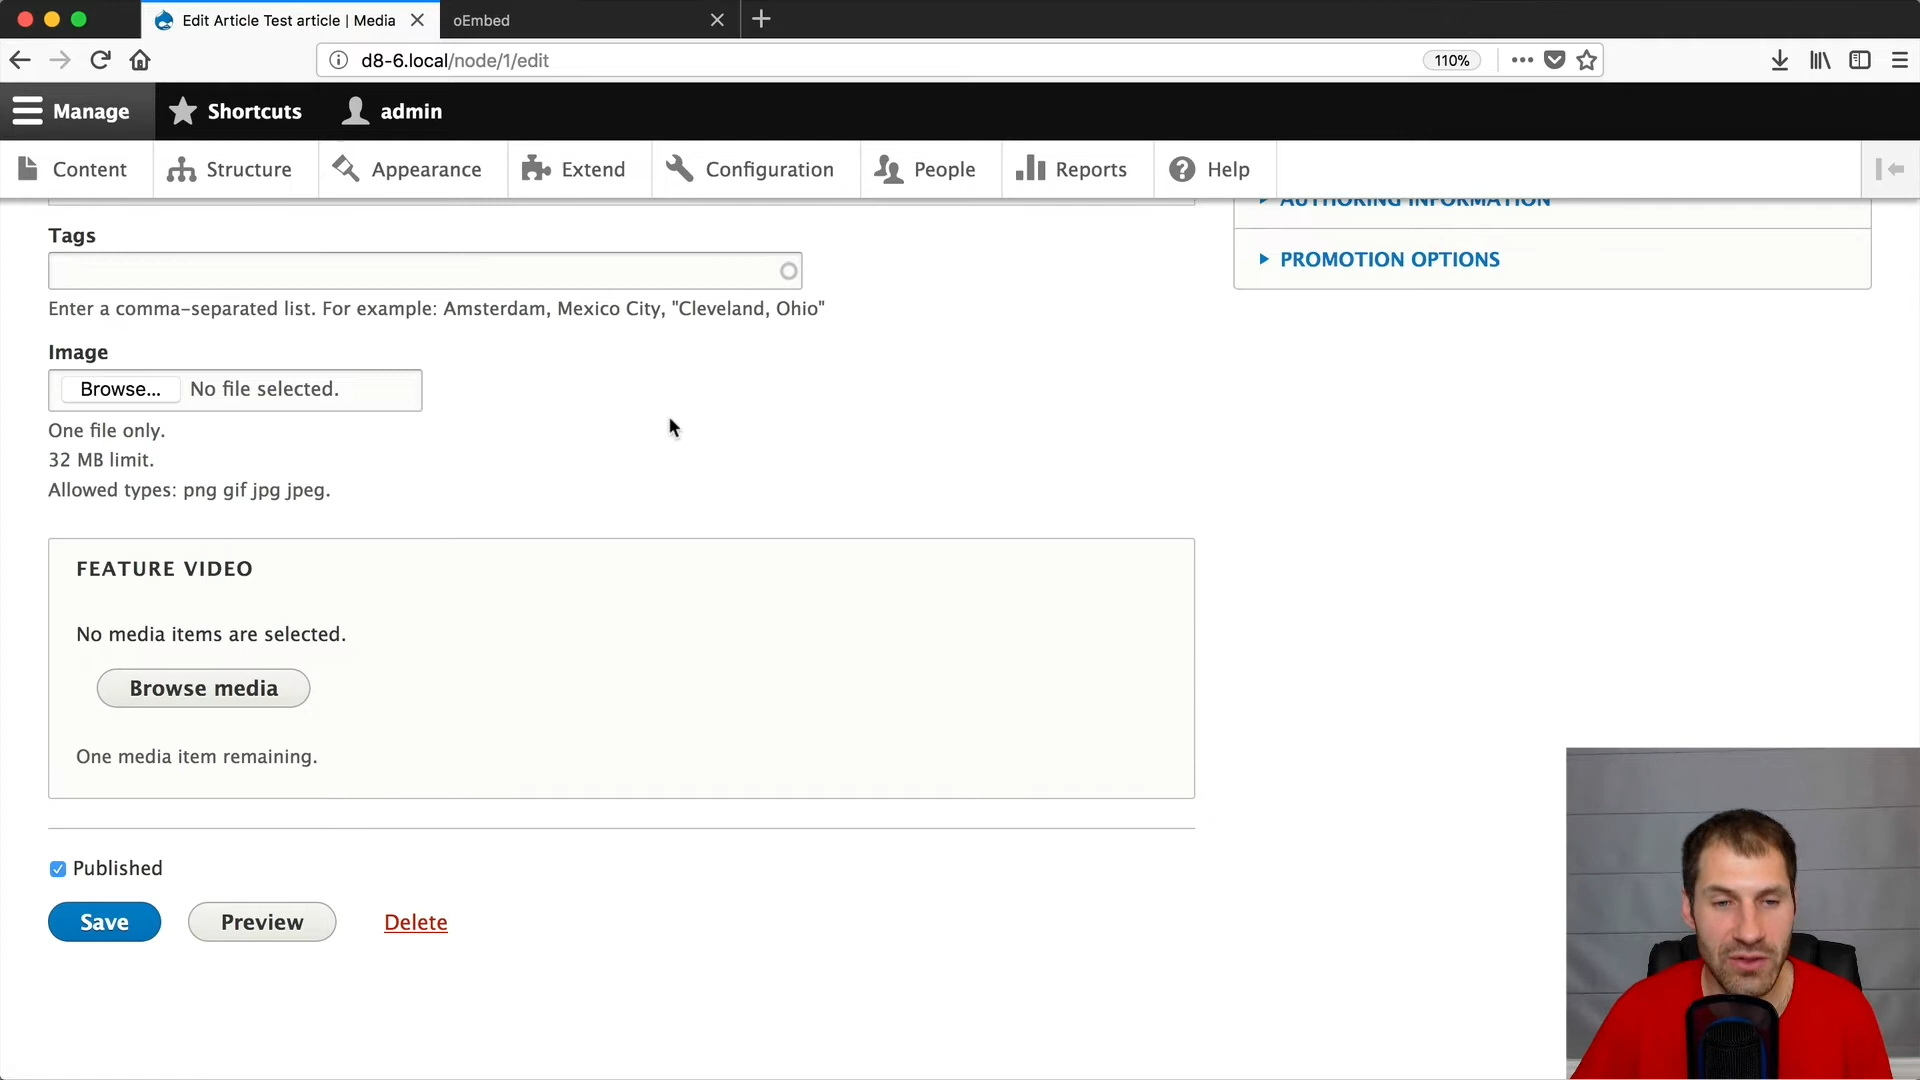 Edit Article Test article | Media
oEmbed
d8-6.local/node/1/edit
110%
Manage
Shortcuts
admin
Content
Structure
Appearance
Extend
Configuration
People
Reports
Help
AUTHORING INFORMATION
PROMOTION OPTIONS
Tags
Enter a comma-separated list. For example: Amsterdam, Mexico City, "Cleveland, Ohio"
Image
Browse... No file selected.
One file only.
32 MB limit.
Allowed types: png gif jpg jpeg.
FEATURE VIDEO
No media items are selected.
Browse media
One media item remaining.
Published
Save
Preview
Delete